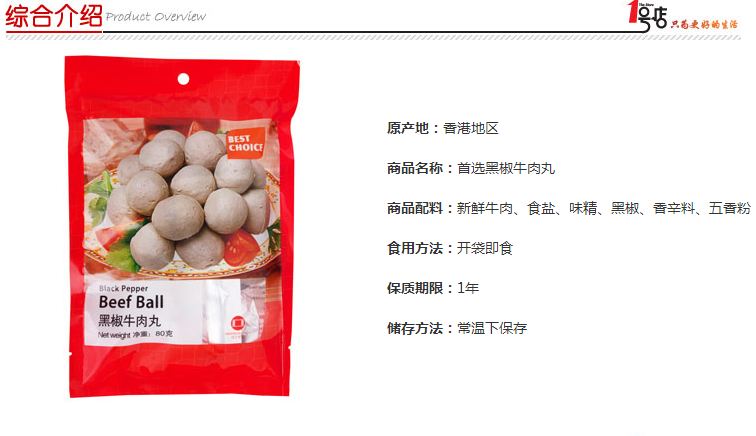 综合介绍 Product Overview
1号店 只为更好的生活
The Store
BEST
CHOICE
Black Pepper
Beef Ball
黑椒牛肉丸
Net weight 净重：80克
原产地：香港地区
商品名称：首选黑椒牛肉丸
商品配料：新鲜牛肉、食盐、味精、黑椒、香辛料、五香粉
食用方法：开袋即食
保质期限：1年
储存方法：常温下保存